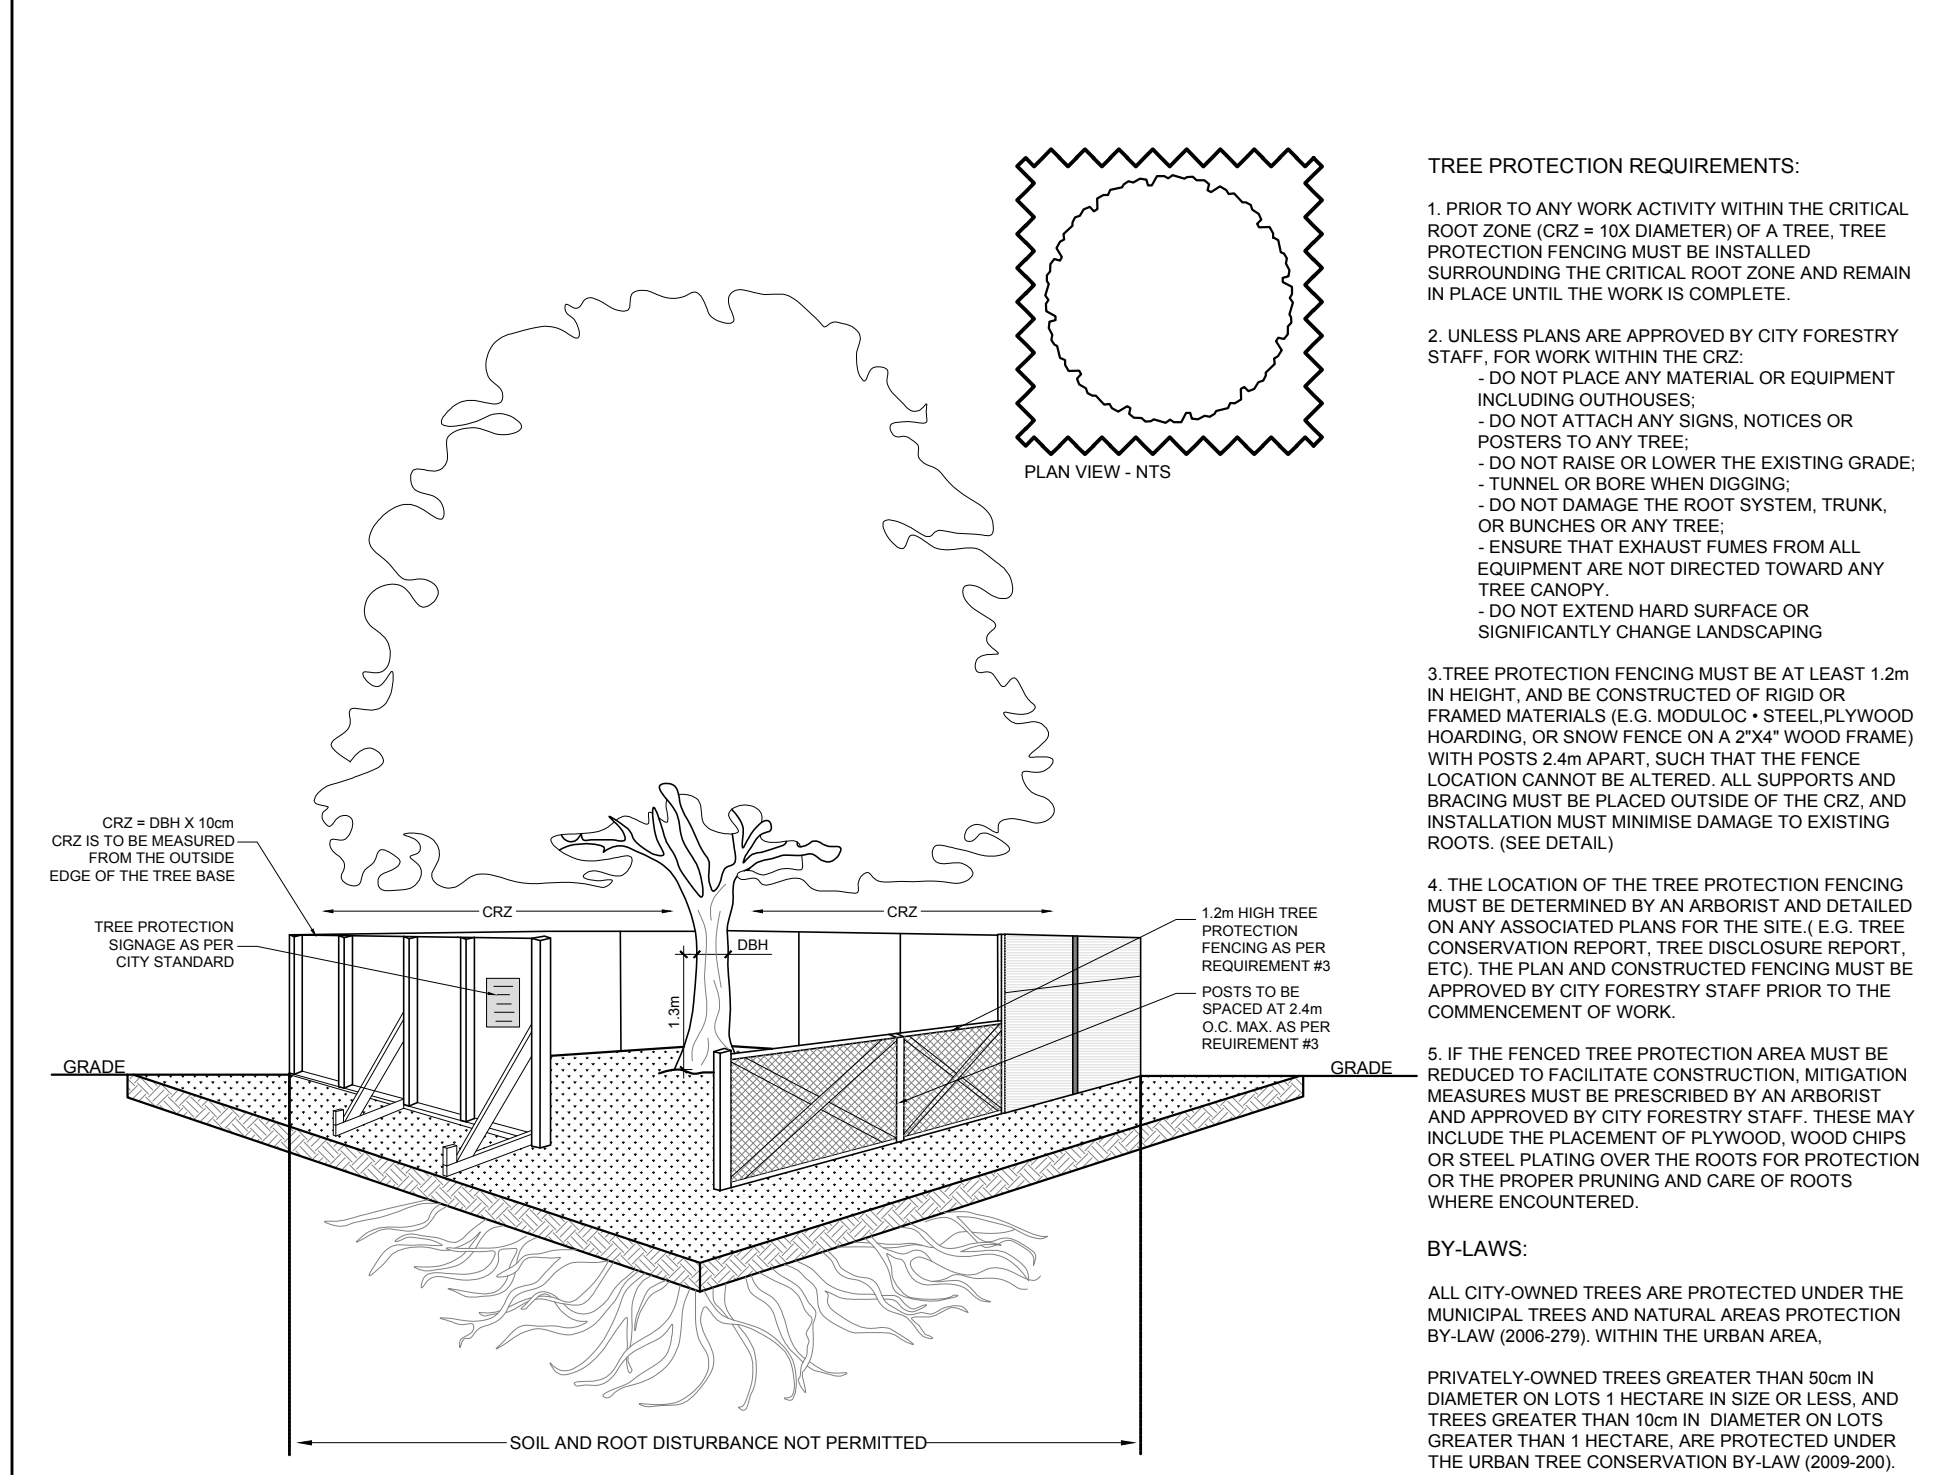 PLAN VIEW - NTS
CRZ = DBH X 10cm
CRZ IS TO BE MEASURED
FROM THE OUTSIDE
EDGE OF THE TREE BASE
TREE PROTECTION
SIGNAGE AS PER
CITY STANDARD
CRZ
CRZ
DBH
1.3m
1.2m HIGH TREE
PROTECTION
FENCING AS PER
REQUIREMENT #3
POSTS TO BE
SPACED AT 2.4m
O.C. MAX. AS PER
REUIREMENT #3
GRADE
GRADE
SOIL AND ROOT DISTURBANCE NOT PERMITTED
TREE PROTECTION REQUIREMENTS:
1. PRIOR TO ANY WORK ACTIVITY WITHIN THE CRITICAL
ROOT ZONE (CRZ = 10X DIAMETER) OF A TREE, TREE
PROTECTION FENCING MUST BE INSTALLED
SURROUNDING THE CRITICAL ROOT ZONE AND REMAIN
IN PLACE UNTIL THE WORK IS COMPLETE.
2. UNLESS PLANS ARE APPROVED BY CITY FORESTRY
STAFF, FOR WORK WITHIN THE CRZ:
- DO NOT PLACE ANY MATERIAL OR EQUIPMENT
INCLUDING OUTHOUSES;
- DO NOT ATTACH ANY SIGNS, NOTICES OR
POSTERS TO ANY TREE;
- DO NOT RAISE OR LOWER THE EXISTING GRADE;
- TUNNEL OR BORE WHEN DIGGING;
- DO NOT DAMAGE THE ROOT SYSTEM, TRUNK,
OR BUNCHES OR ANY TREE;
- ENSURE THAT EXHAUST FUMES FROM ALL
EQUIPMENT ARE NOT DIRECTED TOWARD ANY
TREE CANOPY.
- DO NOT EXTEND HARD SURFACE OR
SIGNIFICANTLY CHANGE LANDSCAPING
3.TREE PROTECTION FENCING MUST BE AT LEAST 1.2m
IN HEIGHT, AND BE CONSTRUCTED OF RIGID OR
FRAMED MATERIALS (E.G. MODULOC • STEEL,PLYWOOD
HOARDING, OR SNOW FENCE ON A 2"X4" WOOD FRAME)
WITH POSTS 2.4m APART, SUCH THAT THE FENCE
LOCATION CANNOT BE ALTERED. ALL SUPPORTS AND
BRACING MUST BE PLACED OUTSIDE OF THE CRZ, AND
INSTALLATION MUST MINIMISE DAMAGE TO EXISTING
ROOTS. (SEE DETAIL)
4. THE LOCATION OF THE TREE PROTECTION FENCING
MUST BE DETERMINED BY AN ARBORIST AND DETAILED
ON ANY ASSOCIATED PLANS FOR THE SITE.( E.G. TREE
CONSERVATION REPORT, TREE DISCLOSURE REPORT,
ETC). THE PLAN AND CONSTRUCTED FENCING MUST BE
APPROVED BY CITY FORESTRY STAFF PRIOR TO THE
COMMENCEMENT OF WORK.
5. IF THE FENCED TREE PROTECTION AREA MUST BE
REDUCED TO FACILITATE CONSTRUCTION, MITIGATION
MEASURES MUST BE PRESCRIBED BY AN ARBORIST
AND APPROVED BY CITY FORESTRY STAFF. THESE MAY
INCLUDE THE PLACEMENT OF PLYWOOD, WOOD CHIPS
OR STEEL PLATING OVER THE ROOTS FOR PROTECTION
OR THE PROPER PRUNING AND CARE OF ROOTS
WHERE ENCOUNTERED.
BY-LAWS:
ALL CITY-OWNED TREES ARE PROTECTED UNDER THE
MUNICIPAL TREES AND NATURAL AREAS PROTECTION
BY-LAW (2006-279). WITHIN THE URBAN AREA,
PRIVATELY-OWNED TREES GREATER THAN 50cm IN
DIAMETER ON LOTS 1 HECTARE IN SIZE OR LESS, AND
TREES GREATER THAN 10cm IN DIAMETER ON LOTS
GREATER THAN 1 HECTARE, ARE PROTECTED UNDER
THE URBAN TREE CONSERVATION BY-LAW (2009-200).